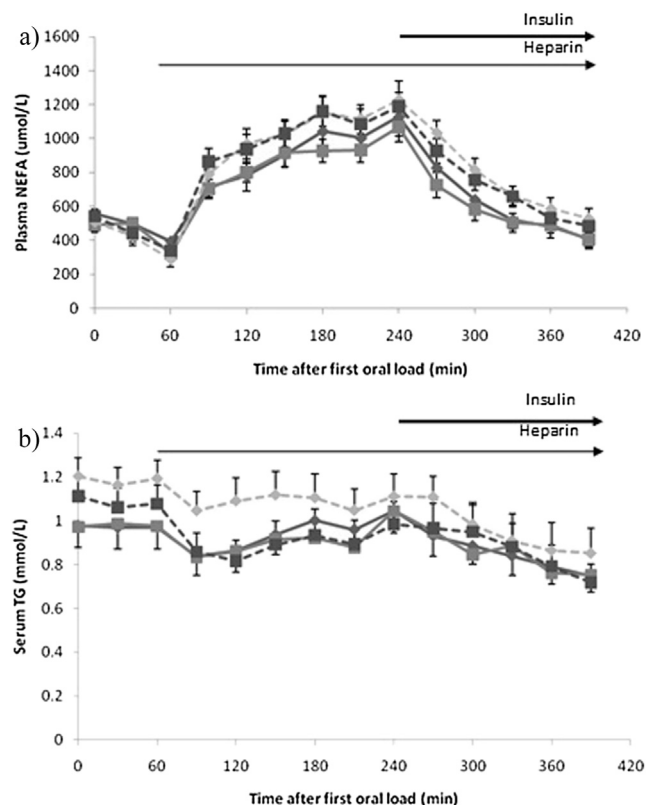 a)
Insulin
Heparin
1600
1400
1200
1000
800
600
400
200
0
Plasma NEFA (umol/L)
0 60 120 180 240 300 360 420
Time after first oral load (min)
b)
Insulin
Heparin
1.4
1.2
1
0.8
0.6
0.4
0.2
0
Serum TG (mmol/L)
0 60 120 180 240 300 360 420
Time after first oral load (min)